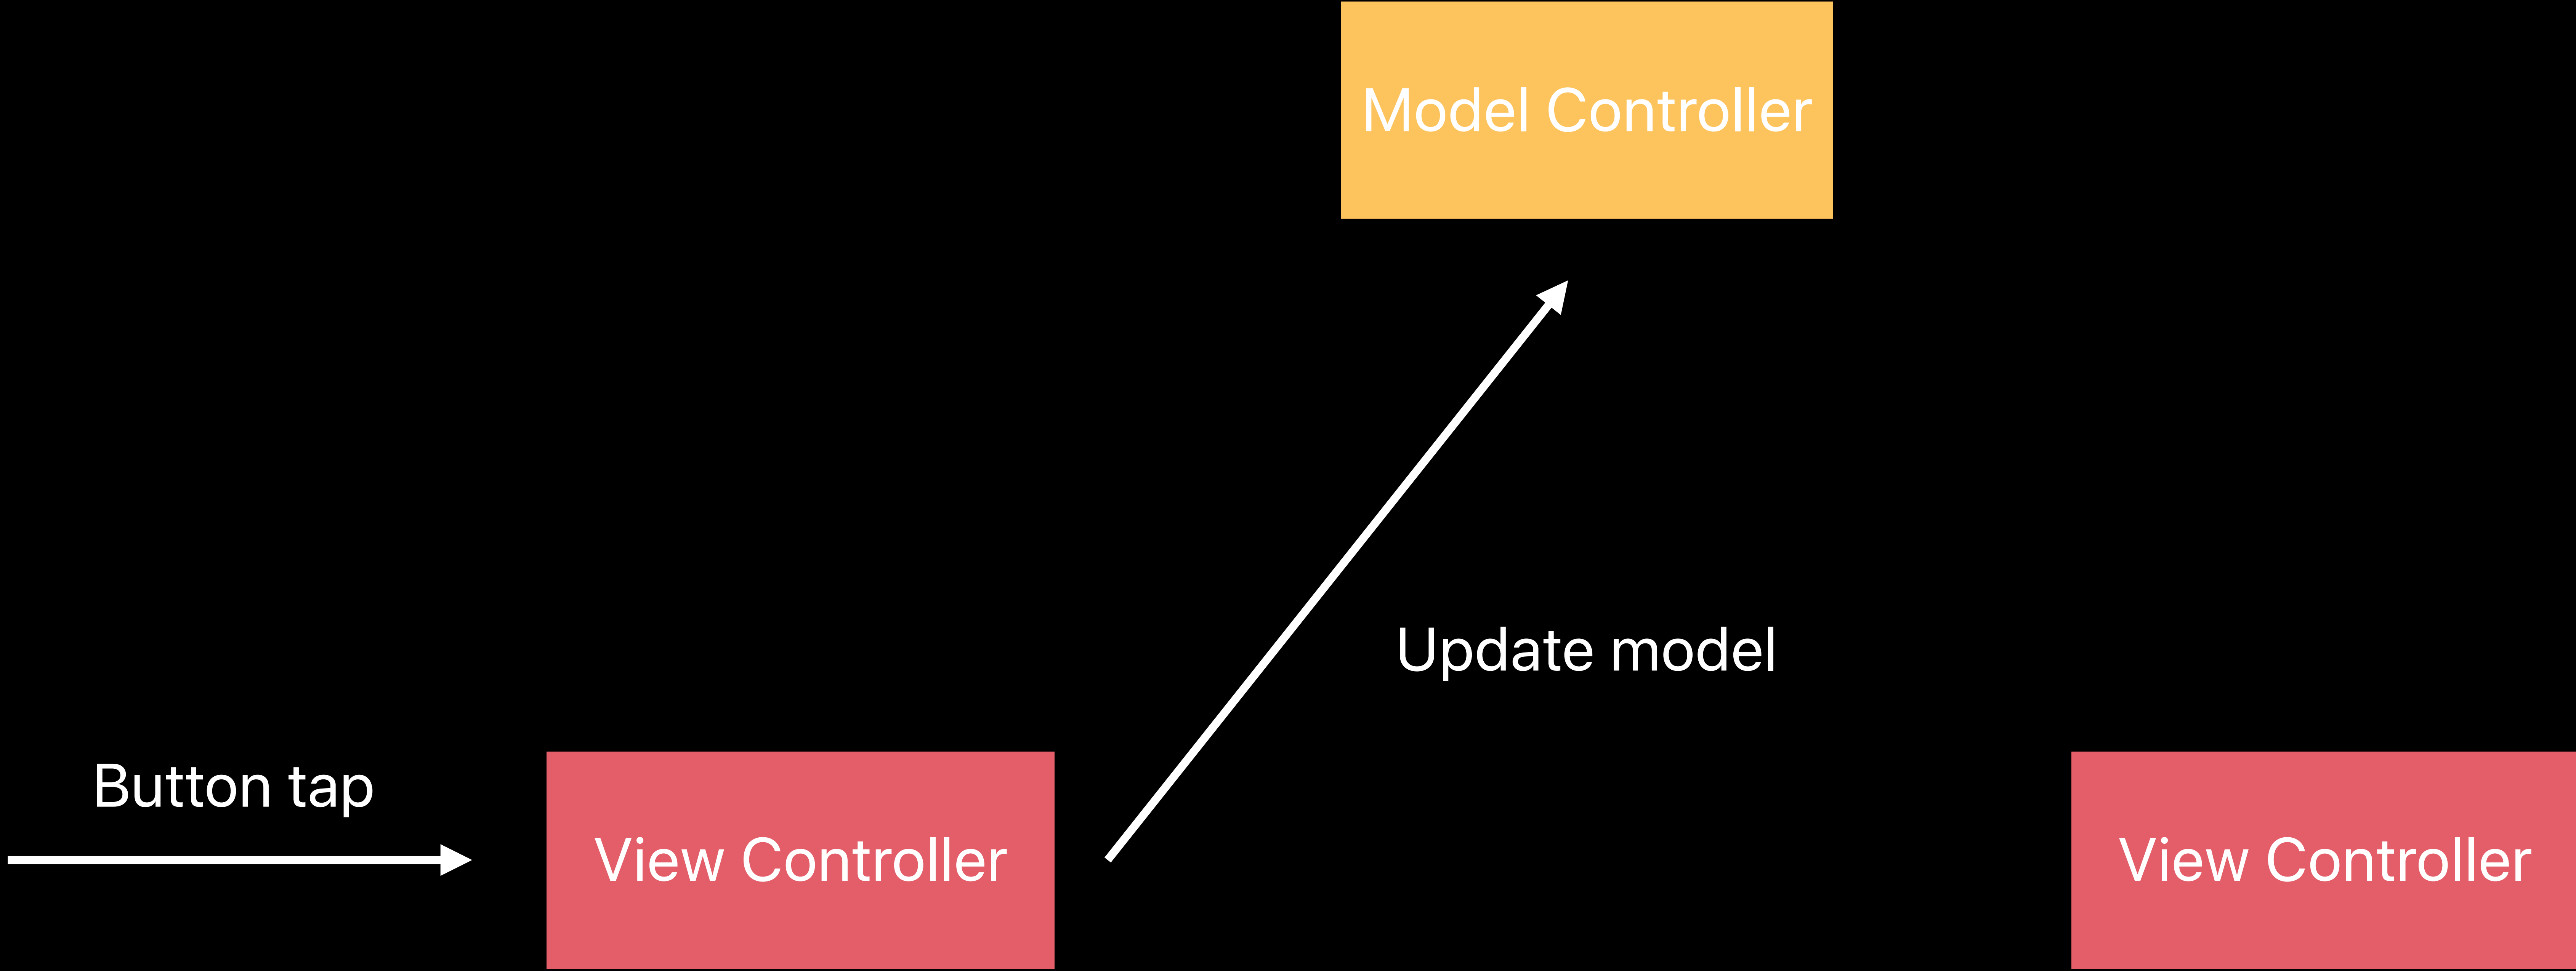 Model Controller
Update model
Button tap
View Controller
View Controller